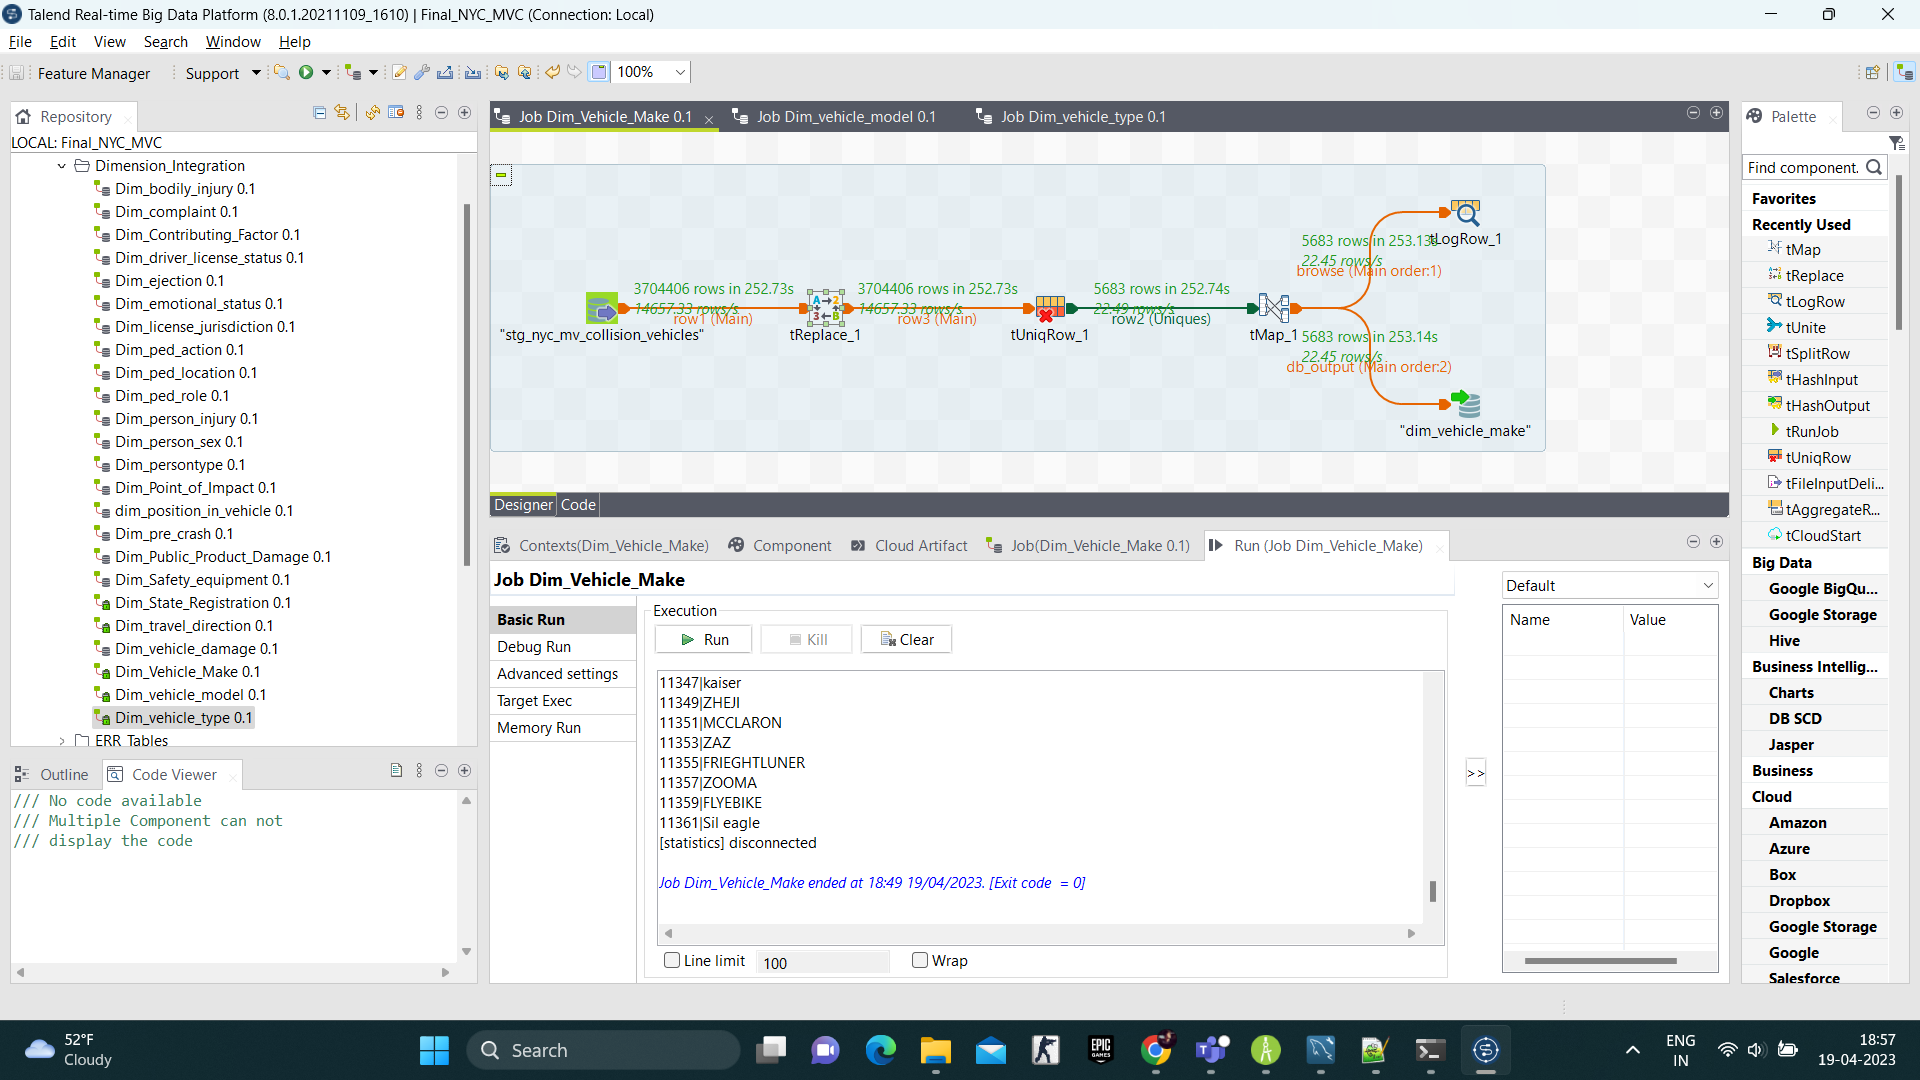 Talend Real-time Big Data Platform (8.0.1.20211109_1610) | Final_NYC_MVC (Connection: Local)
File Edit View Search Window Help
Feature Manager Support 100%
Repository
LOCAL: Final_NYC_MVC
Dimension_Integration
Dim_bodily_injury 0.1
Dim_complaint 0.1
Dim_Contributing_Factor 0.1
Dim_driver_license_status 0.1
Dim_ejection 0.1
Dim_emotional_status 0.1
Dim_license_jurisdiction 0.1
Dim_ped_action 0.1
Dim_ped_location 0.1
Dim_ped_role 0.1
Dim_person_injury 0.1
Dim_person_sex 0.1
Dim_persontype 0.1
Dim_Point_of_Impact 0.1
dim_position_in_vehicle 0.1
Dim_pre_crash 0.1
Dim_Public_Product_Damage 0.1
Dim_Safety_equipment 0.1
Dim_State_Registration 0.1
Dim_travel_direction 0.1
Dim_vehicle_damage 0.1
Dim_Vehicle_Make 0.1
Dim_vehicle_model 0.1
Dim_vehicle_type 0.1
ERR_Tables
Outline Code Viewer
/// No code available
/// Multiple Component can not
/// display the code
Job Dim_Vehicle_Make 0.1 Job Dim_vehicle_model 0.1 Job Dim_vehicle_type 0.1
3704406 rows in 252.73s
14657.33 rows/s
row1 (Main)
3704406 rows in 252.73s
14657.33 rows/s
row3 (Main)
5683 rows in 252.74s
22.49 rows/s
row2 (Uniques)
5683 rows in 253.13s
22.45 rows/s
browse (Main order:1)
5683 rows in 253.14s
22.45 rows/s
db_output (Main order:2)
"stg_nyc_mv_collision_vehicles"
tReplace_1
tUniqRow_1
tMap_1
tLogRow_1
"dim_vehicle_make"
Designer Code
Contexts(Dim_Vehicle_Make) Component Cloud Artifact Job(Dim_Vehicle_Make 0.1) Run (Job Dim_Vehicle_Make)
Job Dim_Vehicle_Make
Basic Run
Debug Run
Advanced settings
Target Exec
Memory Run
Execution
Run Kill Clear
11347|kaiser
11349|ZHEJI
11351|MCCLARON
11353|ZAZ
11355|FRIEGHTLUNER
11357|ZOOMA
11359|FLYEBIKE
11361|Sil eagle
[statistics] disconnected
Job Dim_Vehicle_Make ended at 18:49 19/04/2023. [Exit code = 0]
Line limit 100 Wrap
>>
Default
Name Value
Palette
Find component.
Favorites
Recently Used
tMap
tReplace
tLogRow
tUnite
tSplitRow
tHashInput
tHashOutput
tRunJob
tUniqRow
tFileInputDeli...
tAggregateR...
tCloudStart
Big Data
Google BigQu...
Google Storage
Hive
Business Intellig...
Charts
DB SCD
Jasper
Business
Cloud
Amazon
Azure
Box
Dropbox
Google Storage
Google
Salesforce
52°F
Cloudy
Search
EPIC GAMES
ENG
IN
18:57
19-04-2023